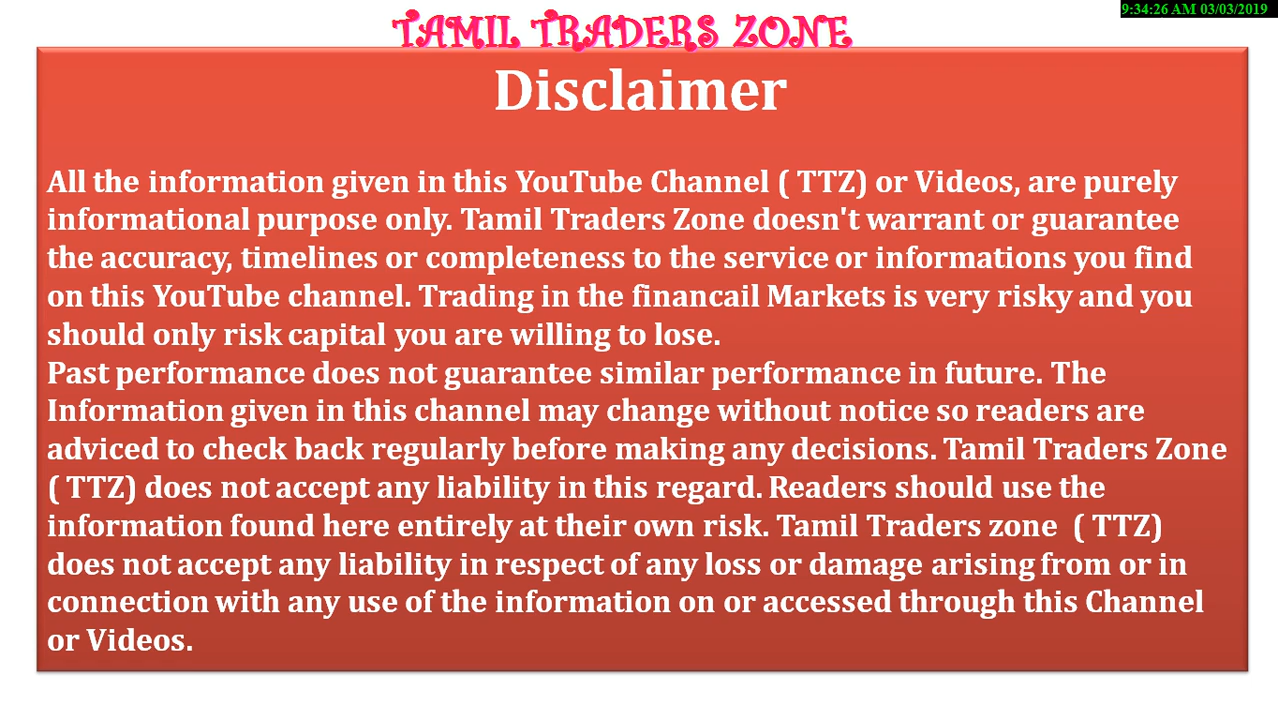 9:34:26 AM 03/03/2019
TAMIL TRADERS ZONE
Disclaimer
All the information given in this YouTube Channel ( TTZ) or Videos, are purely
informational purpose only. Tamil Traders Zone doesn't warrant or guarantee
the accuracy, timelines or completeness to the service or informations you find
on this YouTube channel. Trading in the financail Markets is very risky and you
should only risk capital you are willing to lose.
Past performance does not guarantee similar performance in future. The
Information given in this channel may change without notice so readers are
adviced to check back regularly before making any decisions. Tamil Traders Zone
( TTZ) does not accept any liability in this regard. Readers should use the
information found here entirely at their own risk. Tamil Traders zone  ( TTZ)
does not accept any liability in respect of any loss or damage arising from or in
connection with any use of the information on or accessed through this Channel
or Videos.